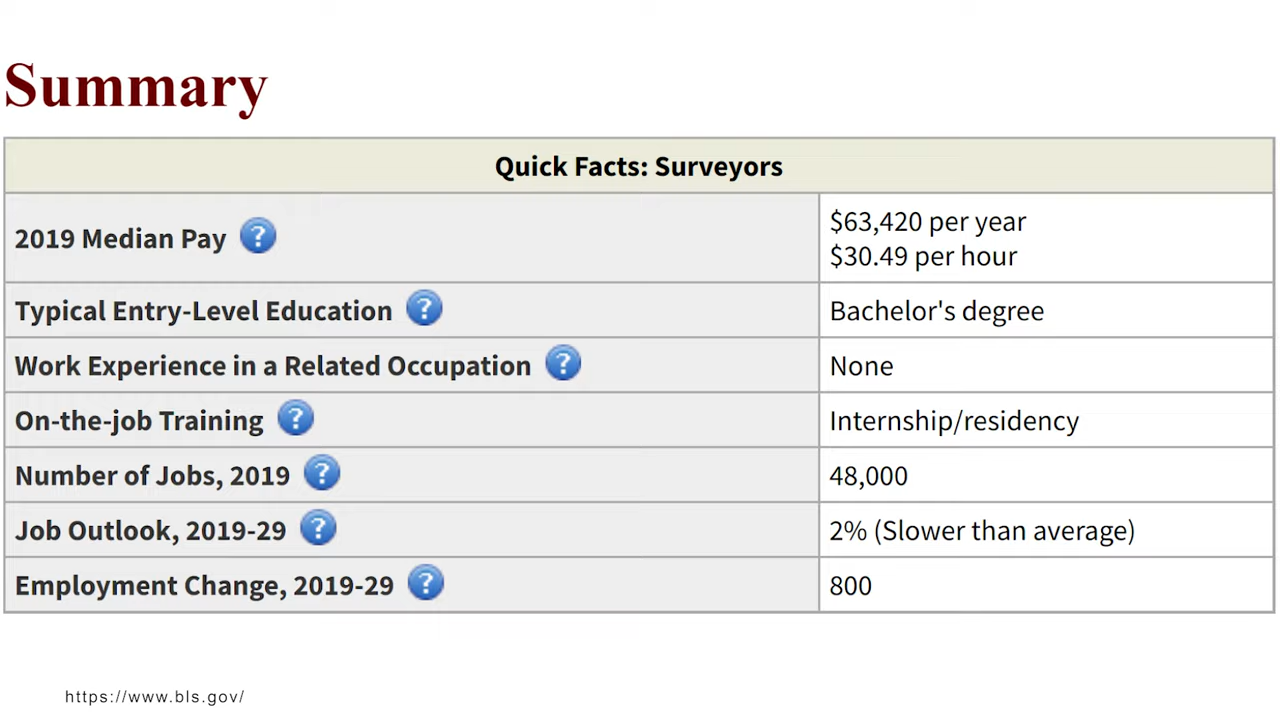 Summary
Quick Facts: Surveyors
2019 Median Pay ?
$63,420 per year
$30.49 per hour
Typical Entry-Level Education ?
Bachelor's degree
Work Experience in a Related Occupation ?
None
On-the-job Training ?
Internship/residency
Number of Jobs, 2019 ?
48,000
Job Outlook, 2019-29 ?
2% (Slower than average)
Employment Change, 2019-29 ?
800
https://www.bls.gov/